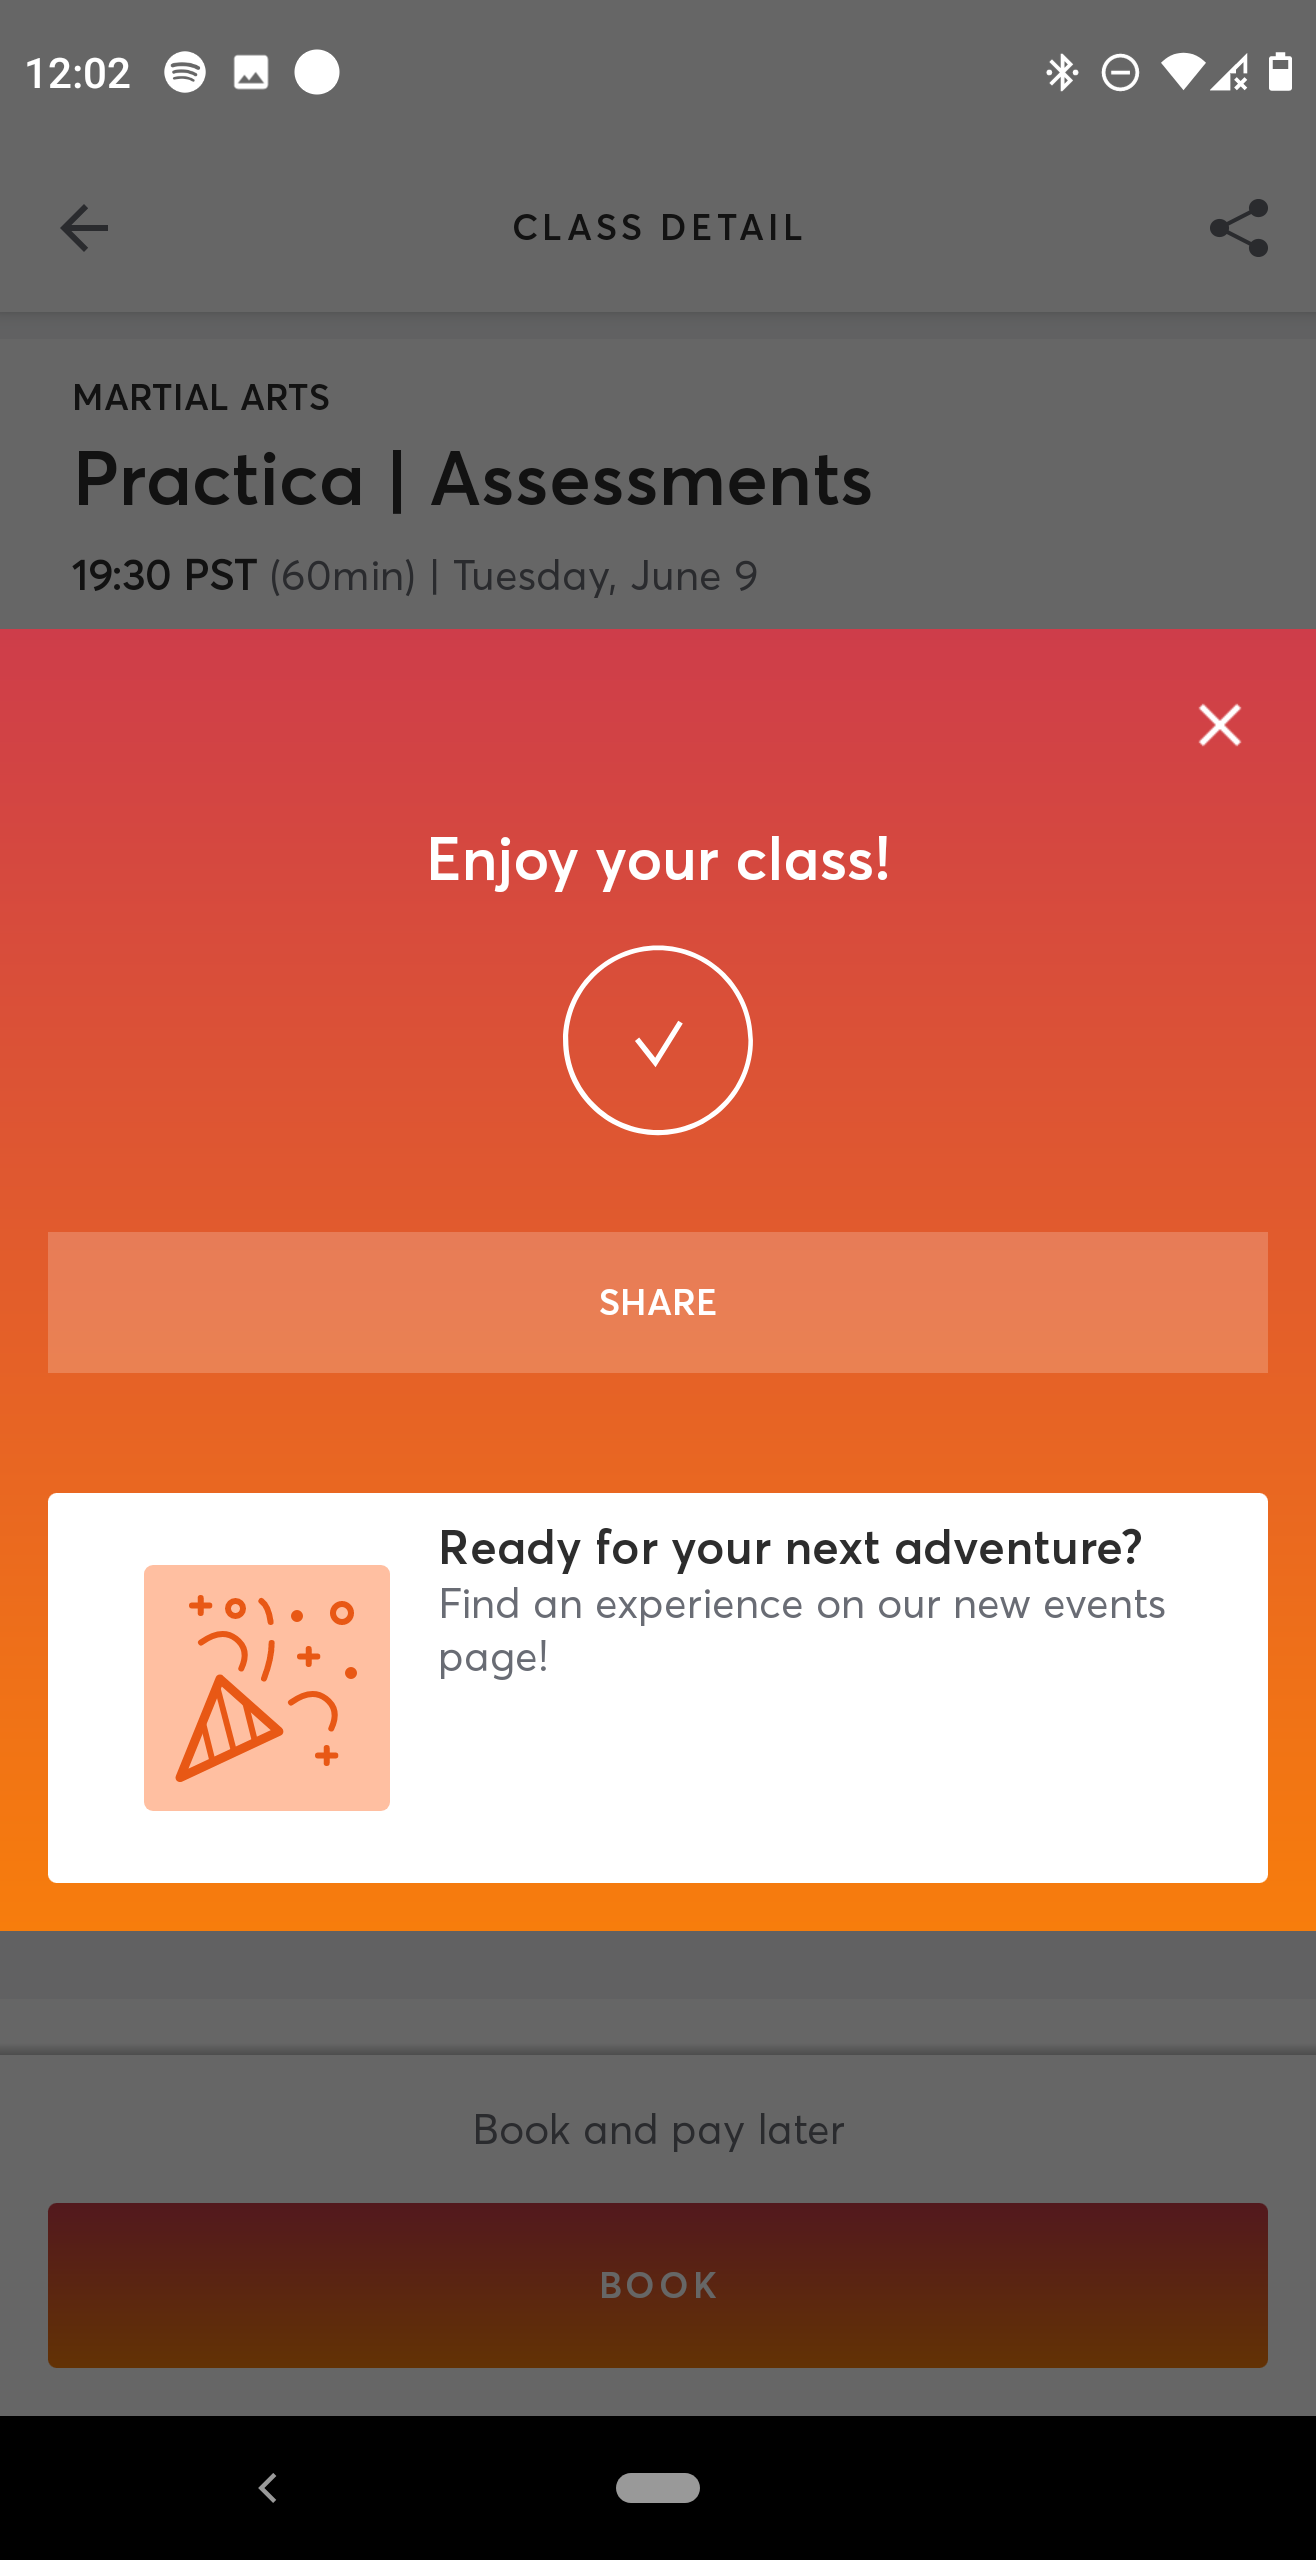 12:02
CLASS DETAIL
MARTIAL ARTS
Practica | Assessments
19:30 PST (60min) | Tuesday, June 9
Enjoy your class!
SHARE
Ready for your next adventure?
Find an experience on our new events
page!
Book and pay later
BOOK